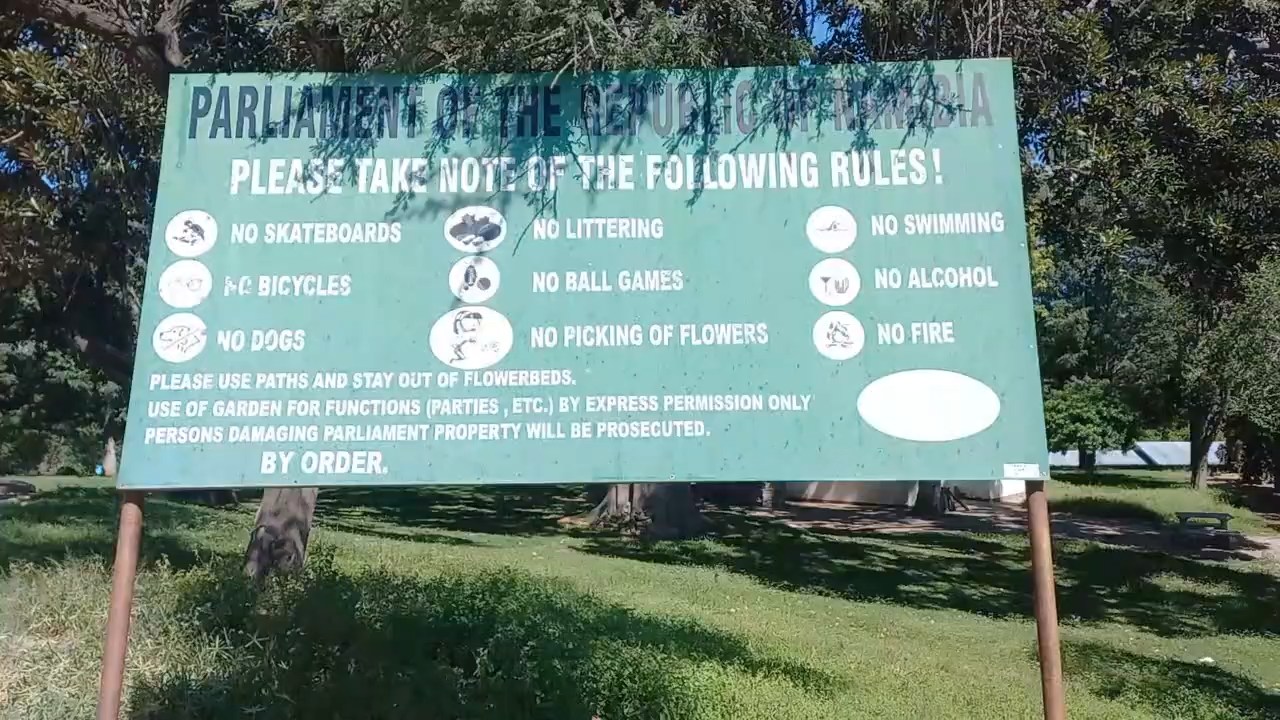 PARLIAMENT OF THE REPUBLIC OF NAMIBIA
PLEASE TAKE NOTE OF THE FOLLOWING RULES!
NO SKATEBOARDS NO LITTERING NO SWIMMING
NO BICYCLES NO BALL GAMES NO ALCOHOL
NO DOGS NO PICKING OF FLOWERS NO FIRE
PLEASE USE PATHS AND STAY OUT OF FLOWERBEDS.
USE OF GARDEN FOR FUNCTIONS (PARTIES , ETC.) BY EXPRESS PERMISSION ONLY
PERSONS DAMAGING PARLIAMENT PROPERTY WILL BE PROSECUTED.
BY ORDER.